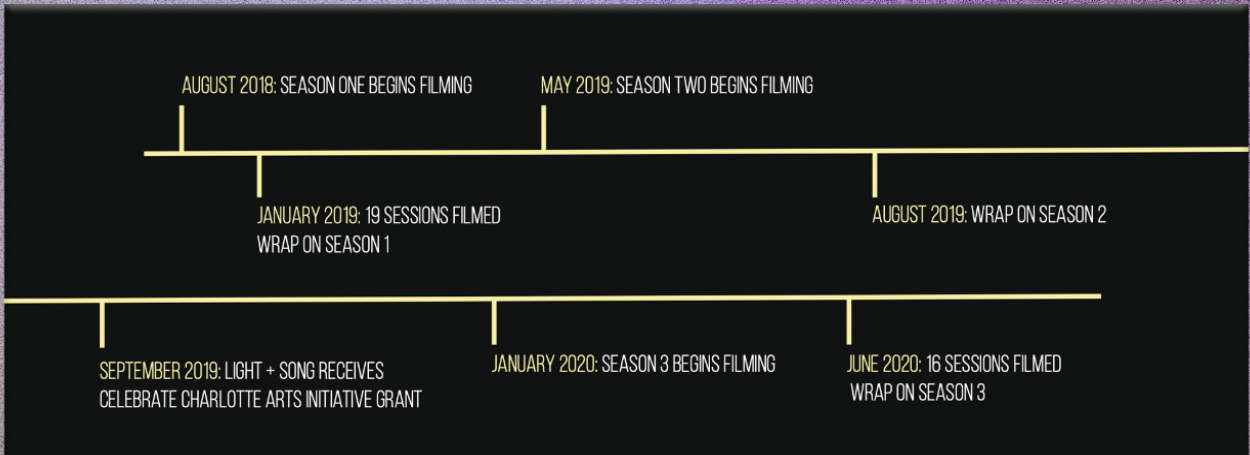 AUGUST 2018: SEASON ONE BEGINS FILMING
MAY 2019: SEASON TWO BEGINS FILMING
JANUARY 2019: 19 SESSIONS FILMED
WRAP ON SEASON 1
AUGUST 2019: WRAP ON SEASON 2
SEPTEMBER 2019: LIGHT + SONG RECEIVES
CELEBRATE CHARLOTTE ARTS INITIATIVE GRANT
JANUARY 2020: SEASON 3 BEGINS FILMING
JUNE 2020: 16 SESSIONS FILMED
WRAP ON SEASON 3